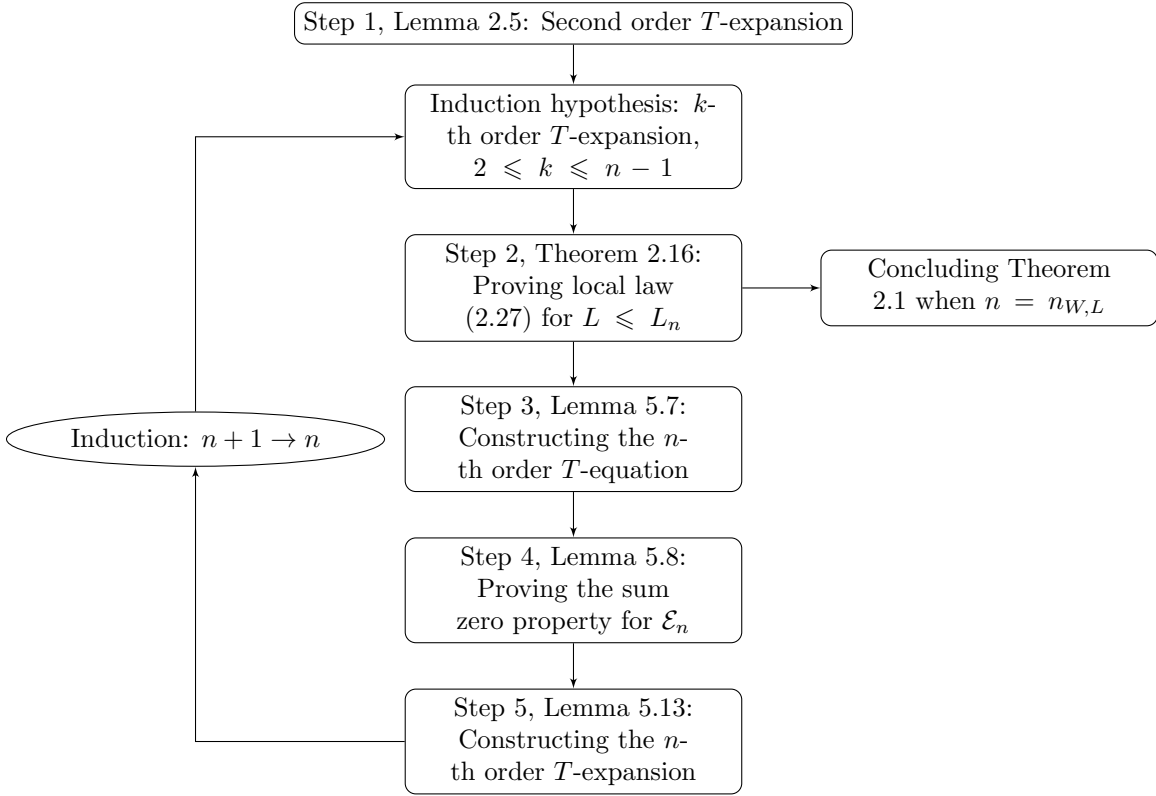 Step 1, Lemma 2.5: Second order T-expansion
Induction hypothesis: k-
th order T-expansion,
2 ⩽ k ⩽ n − 1
Step 2, Theorem 2.16:
Proving local law
(2.27) for L ⩽ Lₙ
Concluding Theorem
2.1 when n = n_{W,L}
Step 3, Lemma 5.7:
Constructing the n-
th order T-equation
Induction: n + 1 → n
Step 4, Lemma 5.8:
Proving the sum
zero property for ℰₙ
Step 5, Lemma 5.13:
Constructing the n-
th order T-expansion